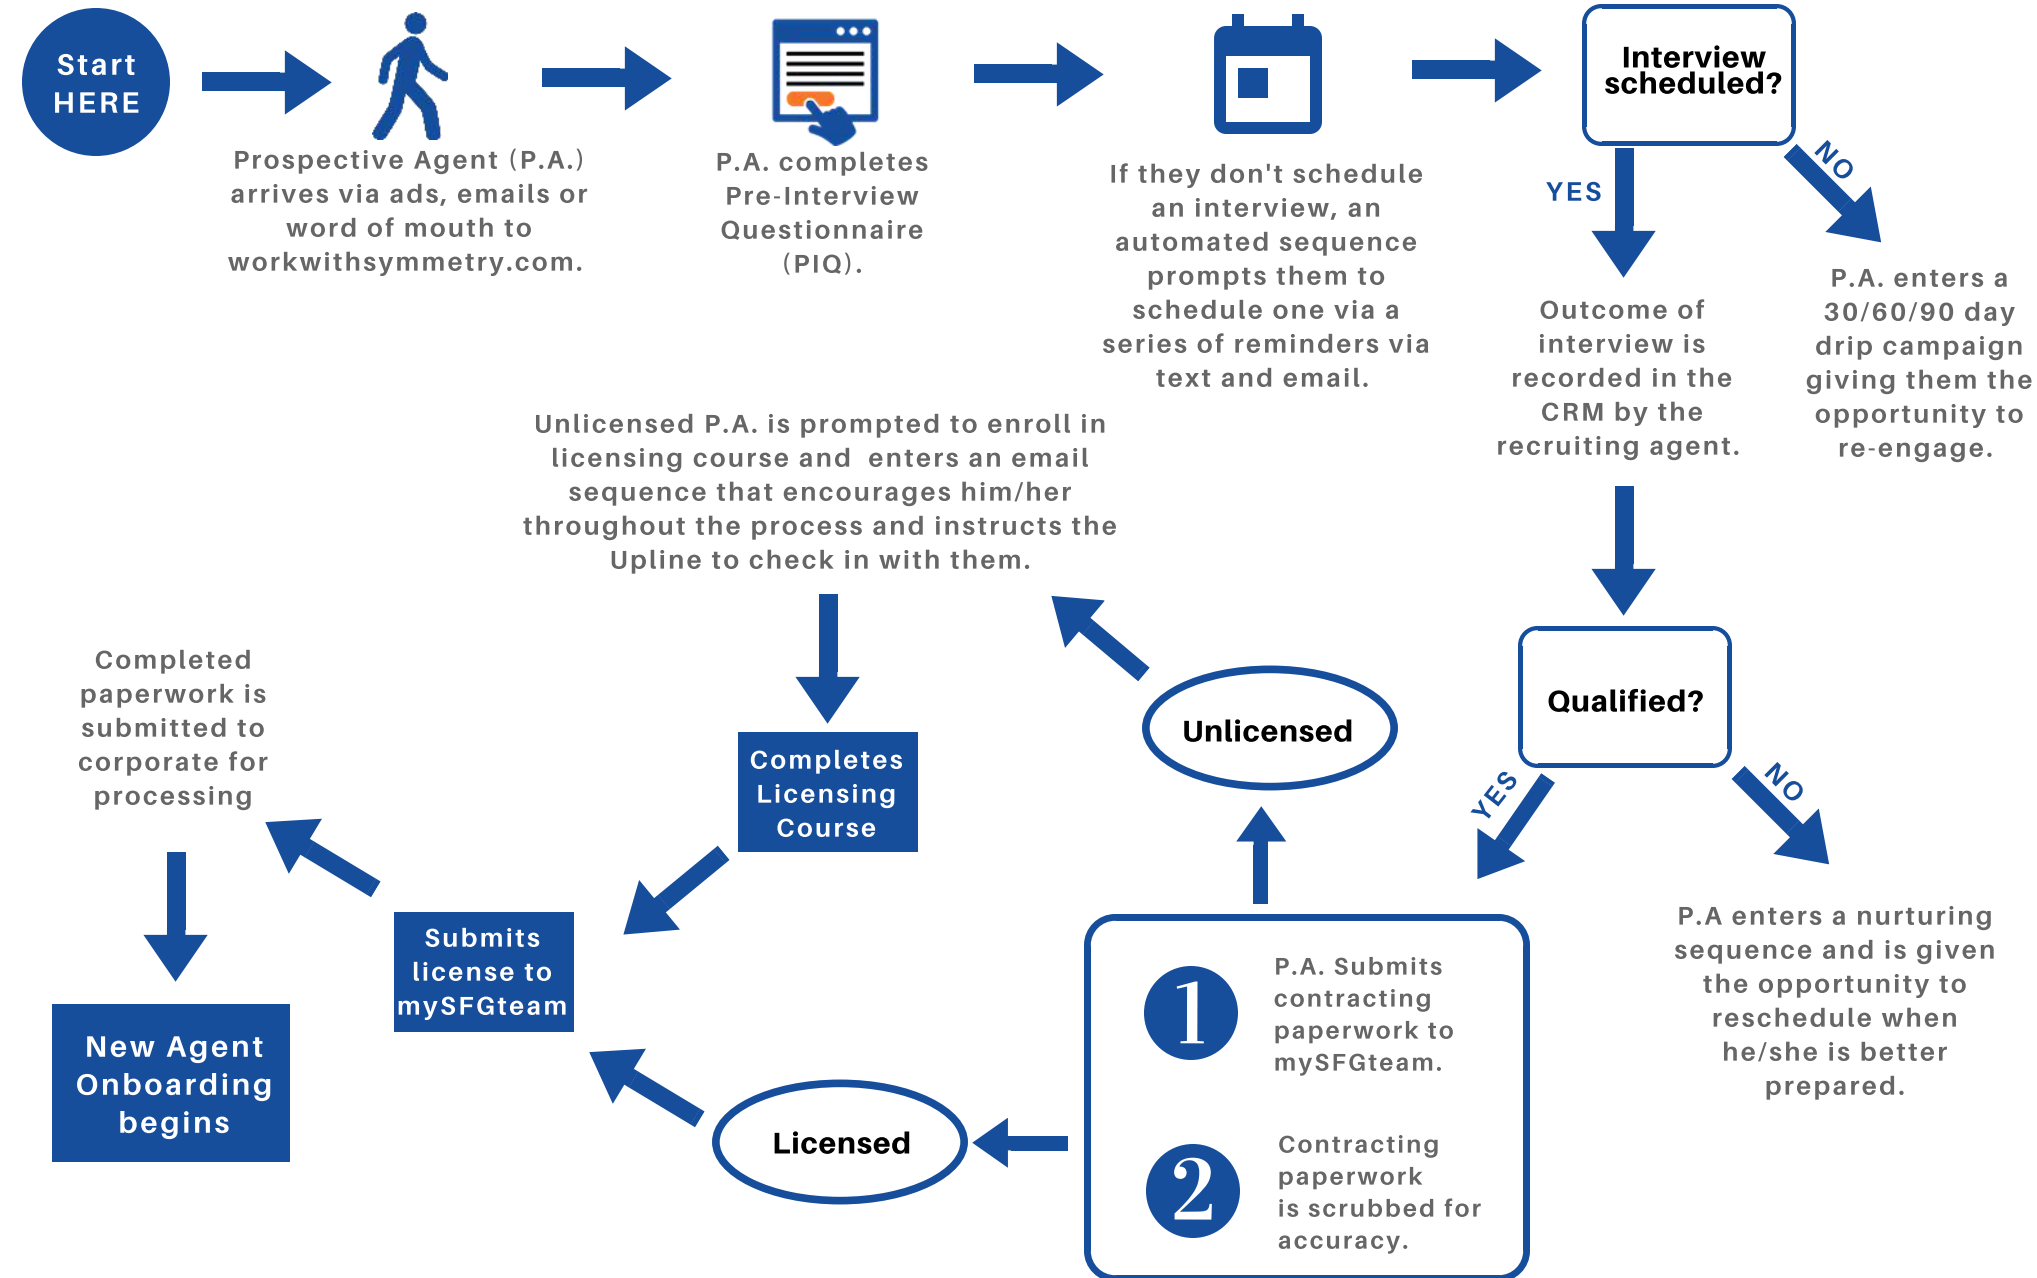 Start
HERE
Prospective Agent (P.A.)
arrives via ads, emails or
word of mouth to
workwithsymmetry.com.
P.A. completes
Pre-Interview
Questionnaire
(PIQ).
If they don't schedule
an interview, an
automated sequence
prompts them to
schedule one via a
series of reminders via
text and email.
Interview
scheduled?
YES
NO
Outcome of
interview is
recorded in the
CRM by the
recruiting agent.
P.A. enters a
30/60/90 day
drip campaign
giving them the
opportunity to
re-engage.
Qualified?
YES
NO
P.A enters a nurturing
sequence and is given
the opportunity to
reschedule when
he/she is better
prepared.
1
P.A. Submits
contracting
paperwork to
mySFGteam.
2
Contracting
paperwork
is scrubbed for
accuracy.
Unlicensed
Unlicensed P.A. is prompted to enroll in
licensing course and  enters an email
sequence that encourages him/her
throughout the process and instructs the
Upline to check in with them.
Completes
Licensing
Course
Licensed
Submits
license to
mySFGteam
Completed
paperwork is
submitted to
corporate for
processing
New Agent
Onboarding
begins